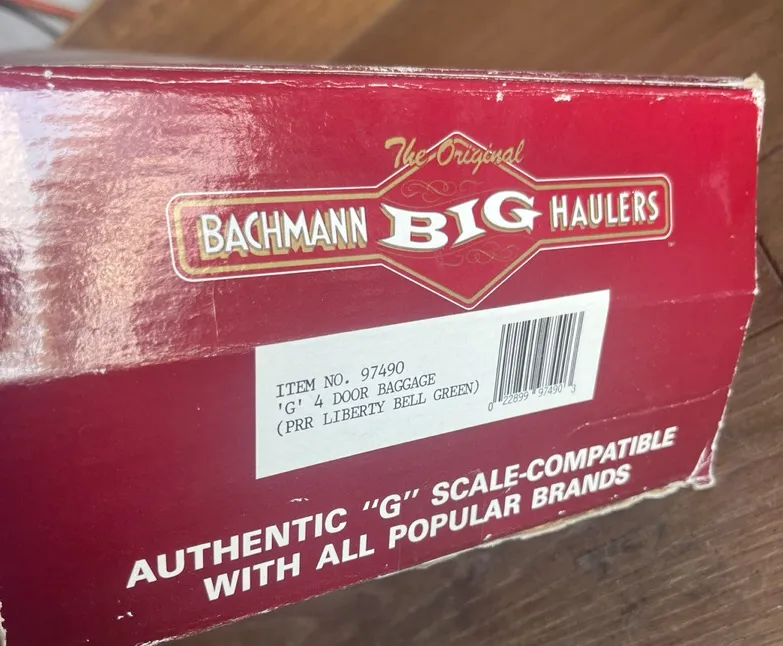 The Original
BACHMANN BIG HAULERS
ITEM NO. 97490
'G' 4 DOOR BAGGAGE
(PRR LIBERTY BELL GREEN)
0 22899 97490 3
AUTHENTIC "G" SCALE-COMPATIBLE
WITH ALL POPULAR BRANDS